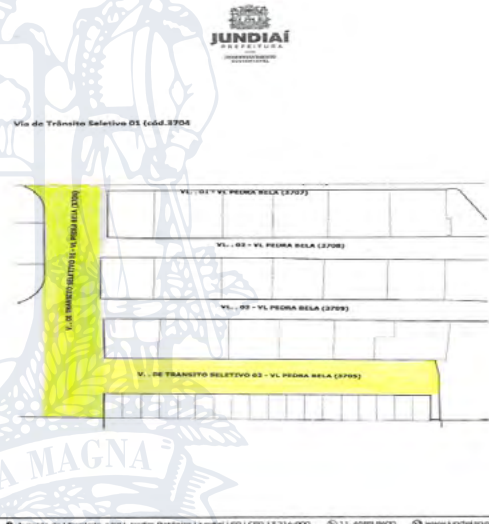 JUNDIAÍ
PREFEITURA
Via de Trânsito Seletivo 01 (cód.3704
VL. . 01 - VL PEDRA BELA (3707)
V. . DE TRANSITO SELETIVO 01 - VL PEDRA BELA (3704)
VL. . 02 - VL PEDRA BELA (3708)
VL. . 03 - VL PEDRA BELA (3709)
V. . DE TRANSITO SELETIVO 02 - VL PEDRA BELA (3705)
MAGNA